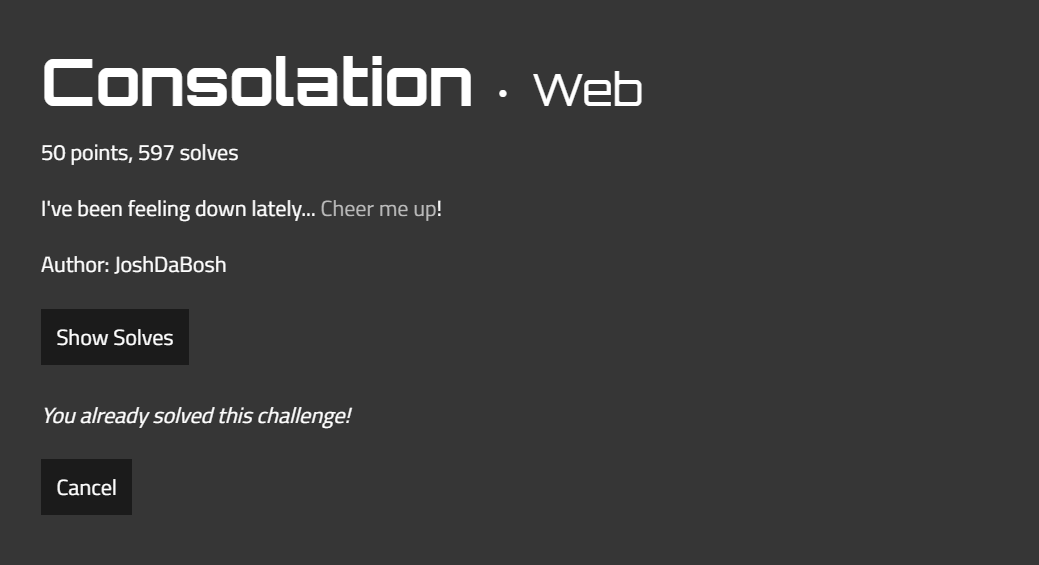 Consolation · Web
50 points, 597 solves
I've been feeling down lately... Cheer me up!
Author: JoshDaBosh
Show Solves
You already solved this challenge!
Cancel